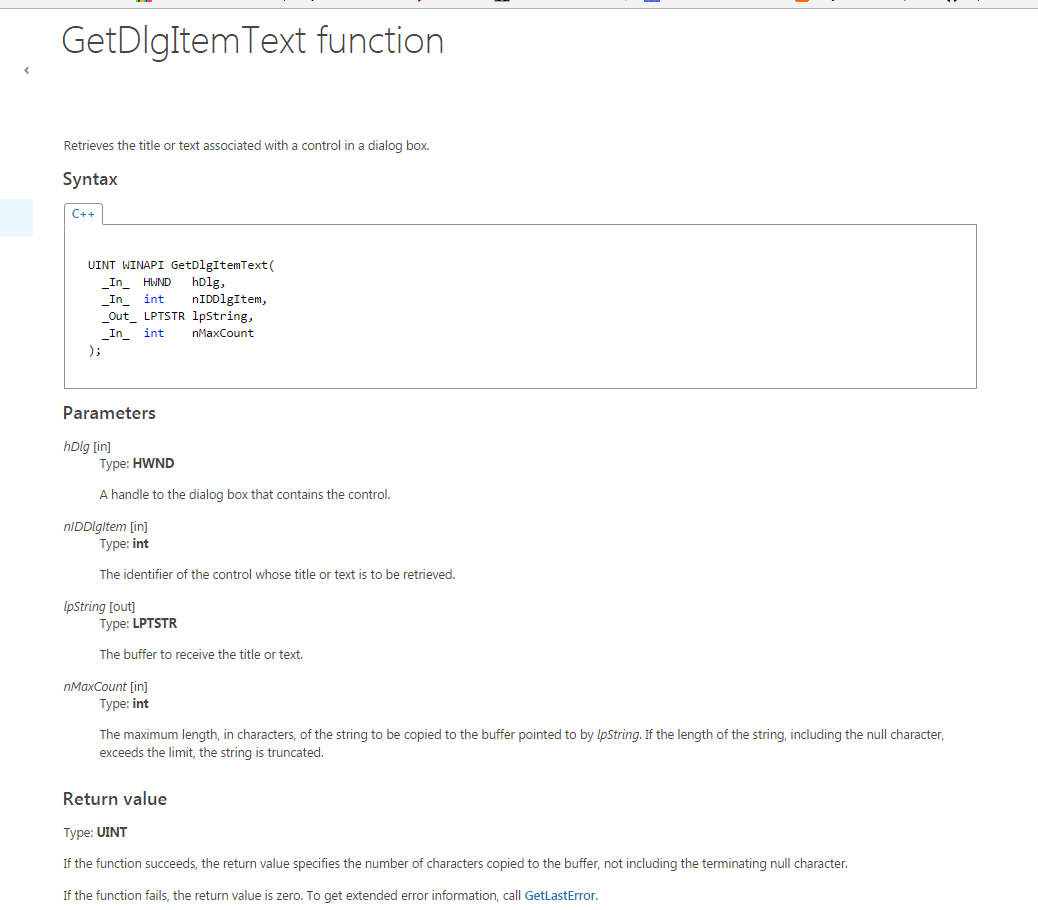 GetDlgItemText function
Retrieves the title or text associated with a control in a dialog box.
Syntax
C++
UINT WINAPI GetDlgItemText(
_In_ HWND hDlg,
_In_ int nIDDlgItem,
_Out_ LPTSTR lpString,
_In_ int nMaxCount
);
Parameters
hDlg [in]
Type: HWND
A handle to the dialog box that contains the control.
nIDDlgItem [in]
Type: int
The identifier of the control whose title or text is to be retrieved.
lpString [out]
Type: LPTSTR
The buffer to receive the title or text.
nMaxCount [in]
Type: int
The maximum length, in characters, of the string to be copied to the buffer pointed to by lpString. If the length of the string, including the null character,
exceeds the limit, the string is truncated.
Return value
Type: UINT
If the function succeeds, the return value specifies the number of characters copied to the buffer, not including the terminating null character.
If the function fails, the return value is zero. To get extended error information, call GetLastError.